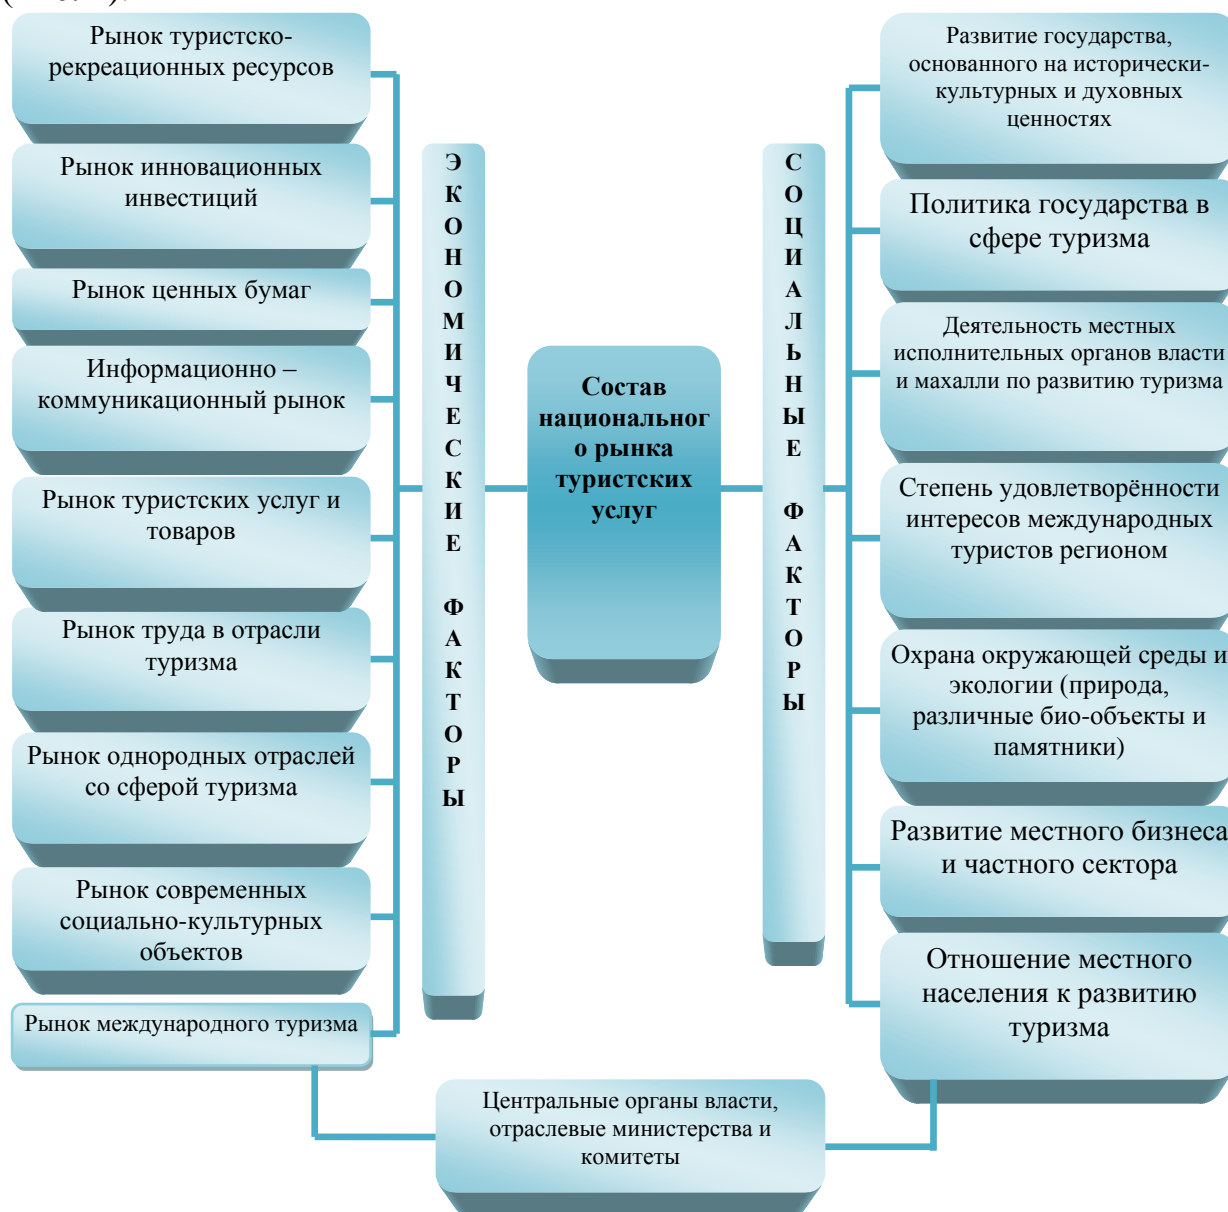 Рынок туристско-
рекреационных ресурсов
Рынок инновационных
инвестиций
Рынок ценных бумаг
Информационно –
коммуникационный рынок
Рынок туристских услуг и
товаров
Рынок труда в отрасли
туризма
Рынок однородных отраслей
со сферой туризма
Рынок современных
социально-культурных
объектов
Рынок международного туризма
ЭКОНОМИЧЕСКИЕ ФАКТОРЫ
Состав
национальног
о рынка
туристских
услуг
СОЦИАЛЬНЫЕ ФАКТОРЫ
Развитие государства,
основанного на исторически-
культурных и духовных
ценностях
Политика государства в
сфере туризма
Деятельность местных
исполнительных органов власти
и махалли по развитию туризма
Степень удовлетворённости
интересов международных
туристов регионом
Охрана окружающей среды и
экологии (природа,
различные био-объекты и
памятники)
Развитие местного бизнеса
и частного сектора
Отношение местного
населения к развитию
туризма
Центральные органы власти,
отраслевые министерства и
комитеты